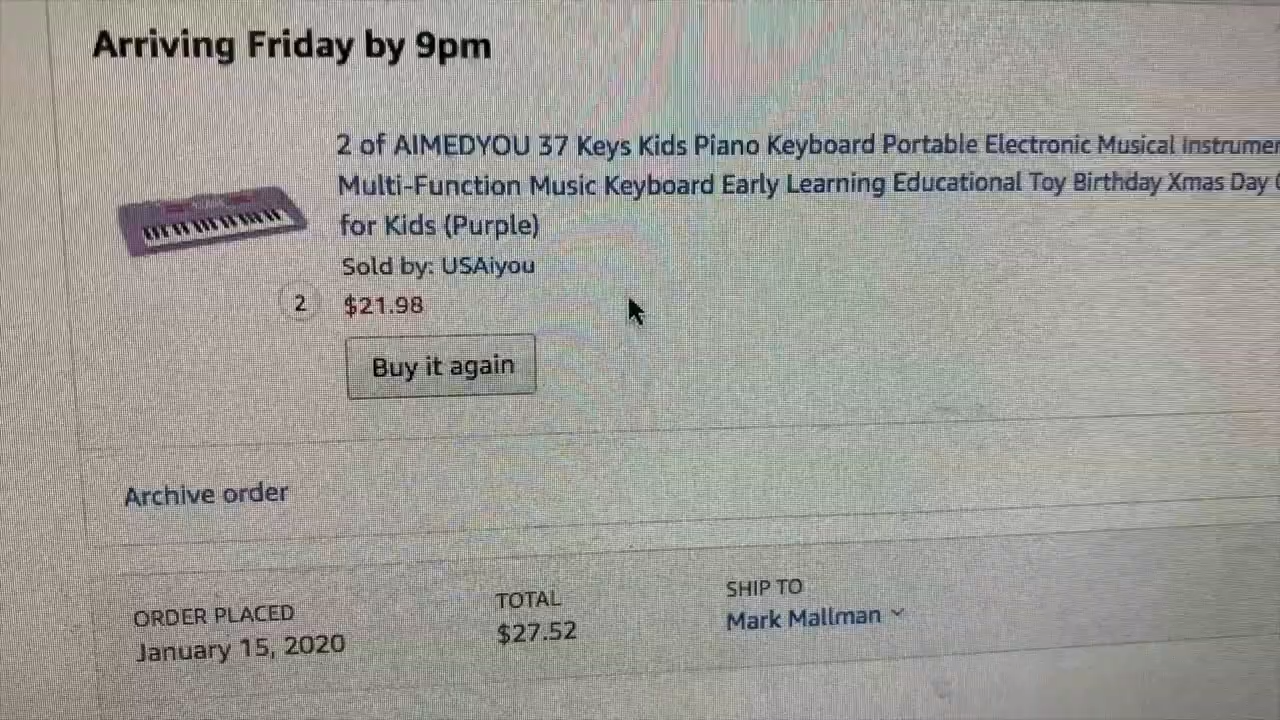 Arriving Friday by 9pm
2 of AIMEDYOU 37 Keys Kids Piano Keyboard Portable Electronic Musical Instrumen
Multi-Function Music Keyboard Early Learning Educational Toy Birthday Xmas Day
for Kids (Purple)
Sold by: USAiyou
2 $21.98
Buy it again
Archive order
ORDER PLACED TOTAL SHIP TO
January 15, 2020 $27.52 Mark Mallman